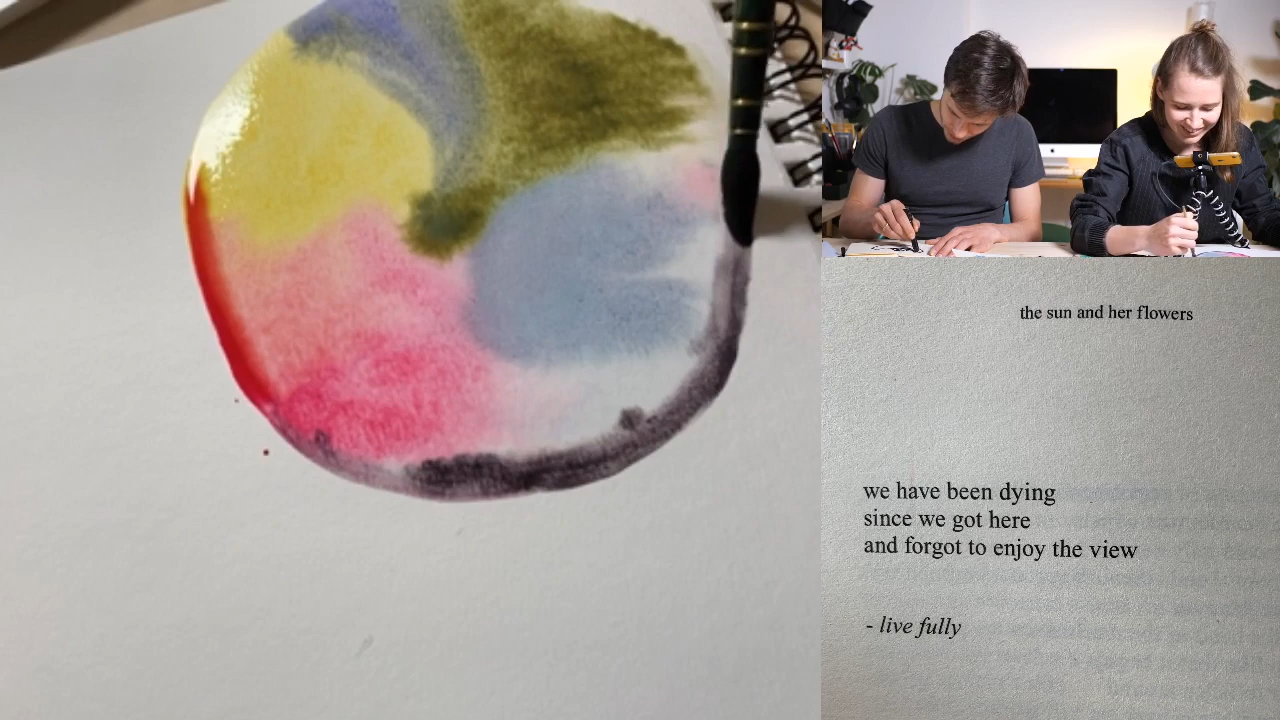 the sun and her flowers
we have been dying
since we got here
and forgot to enjoy the view
- live fully